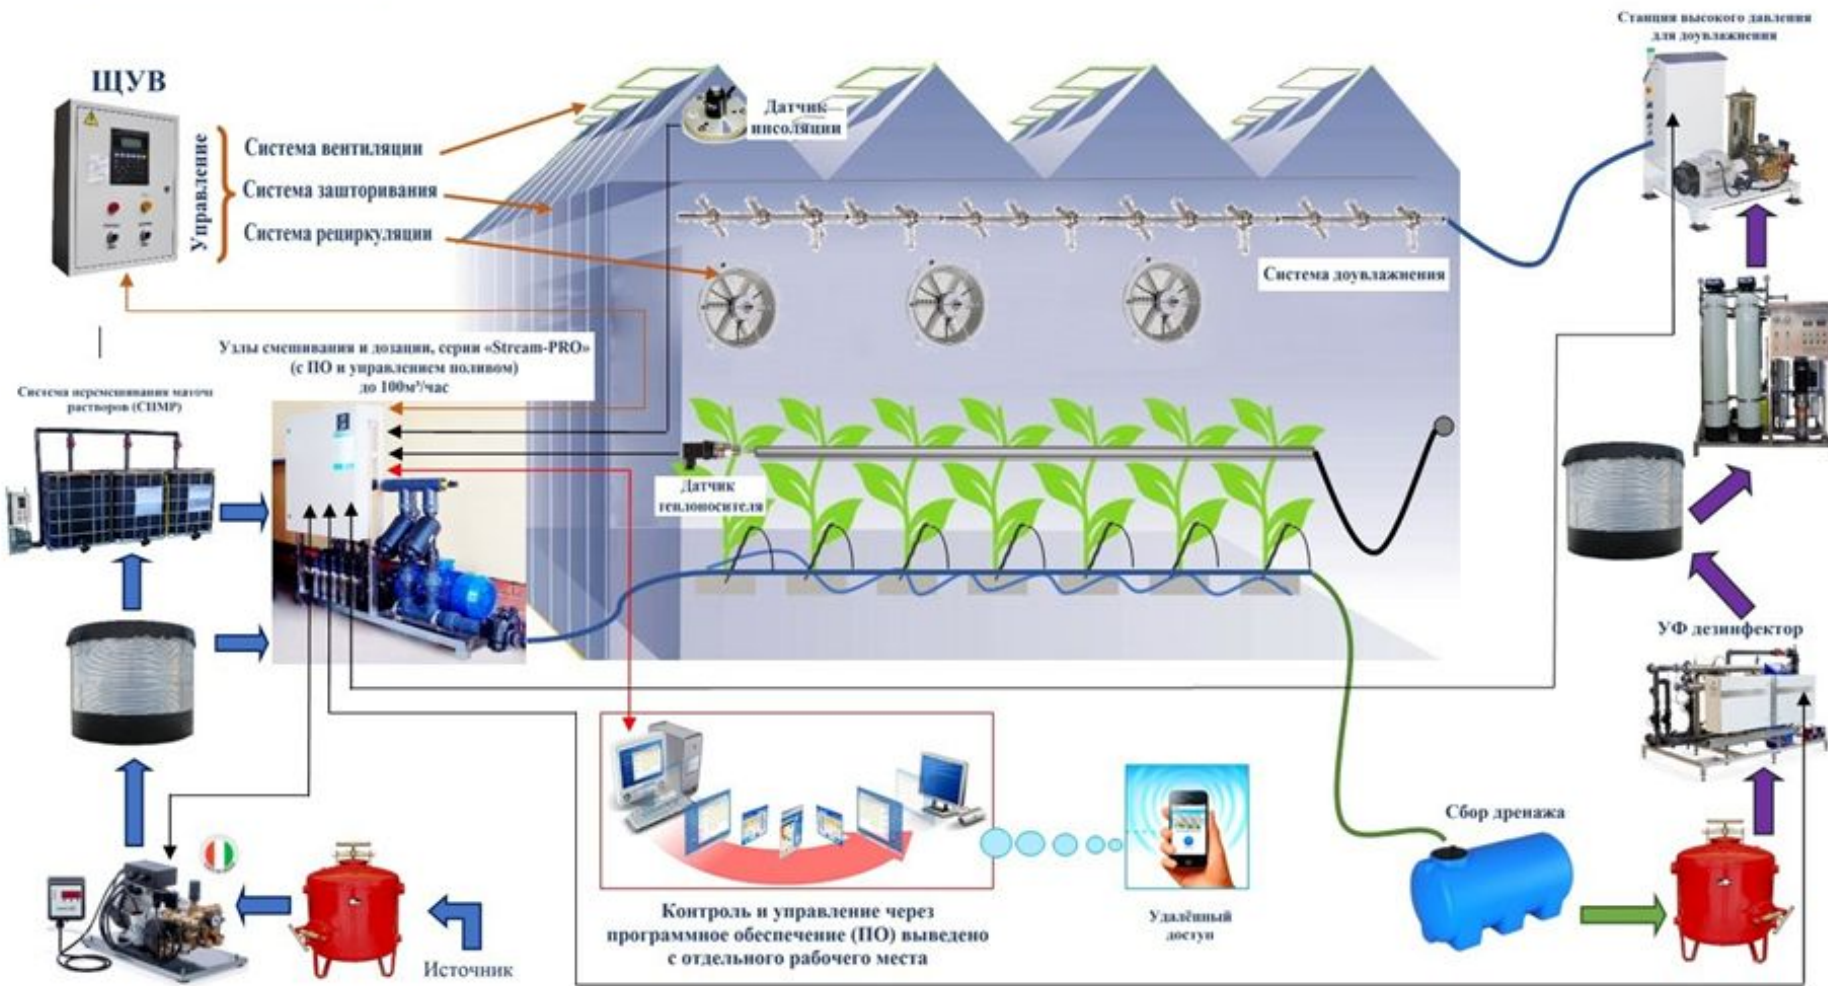 Станция высокого давления
для доувлажнения
ЩУВ
Управление
Система вентиляции
Система зашторивания
Система рециркуляции
Датчик
инсоляции
Система доувлажнения
Узлы смешивания и дозации, серии «Stream-PRO»
(с ПО и управлением поливом)
до 100м³/час
Система перемешивания маточн
растворов (СПМР)
Датчик
теплоносителя
УФ дезинфектор
Сбор дренажа
Источник
Контроль и управление через
программное обеспечение (ПО) выведено
с отдельного рабочего места
Удалённый
доступ